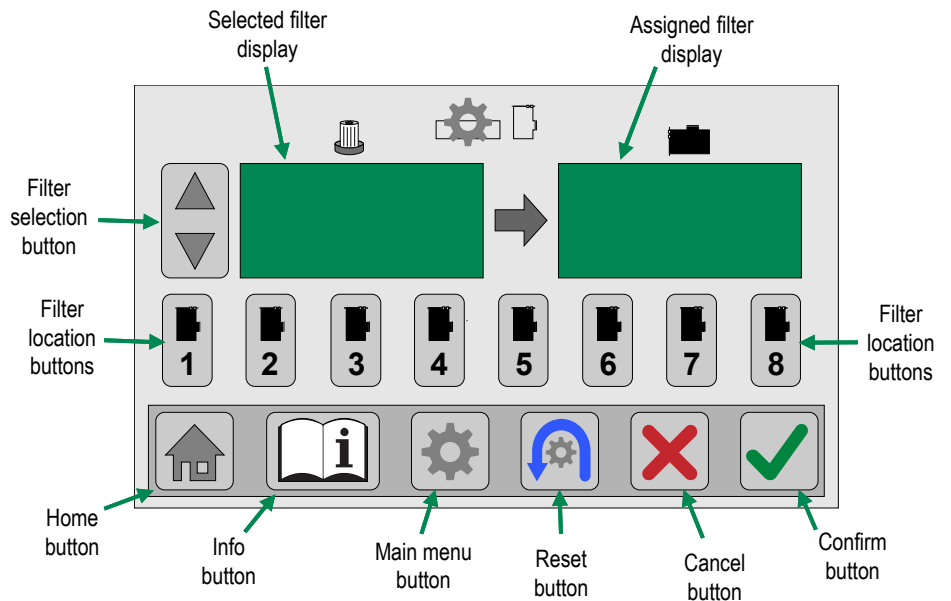 Selected filter
display
Assigned filter
display
Filter
selection
button
Filter
location
buttons
1 2 3 4 5 6 7 8
Filter
location
buttons
i
Home
button
Info
button
Main menu
button
Reset
button
Cancel
button
Confirm
button